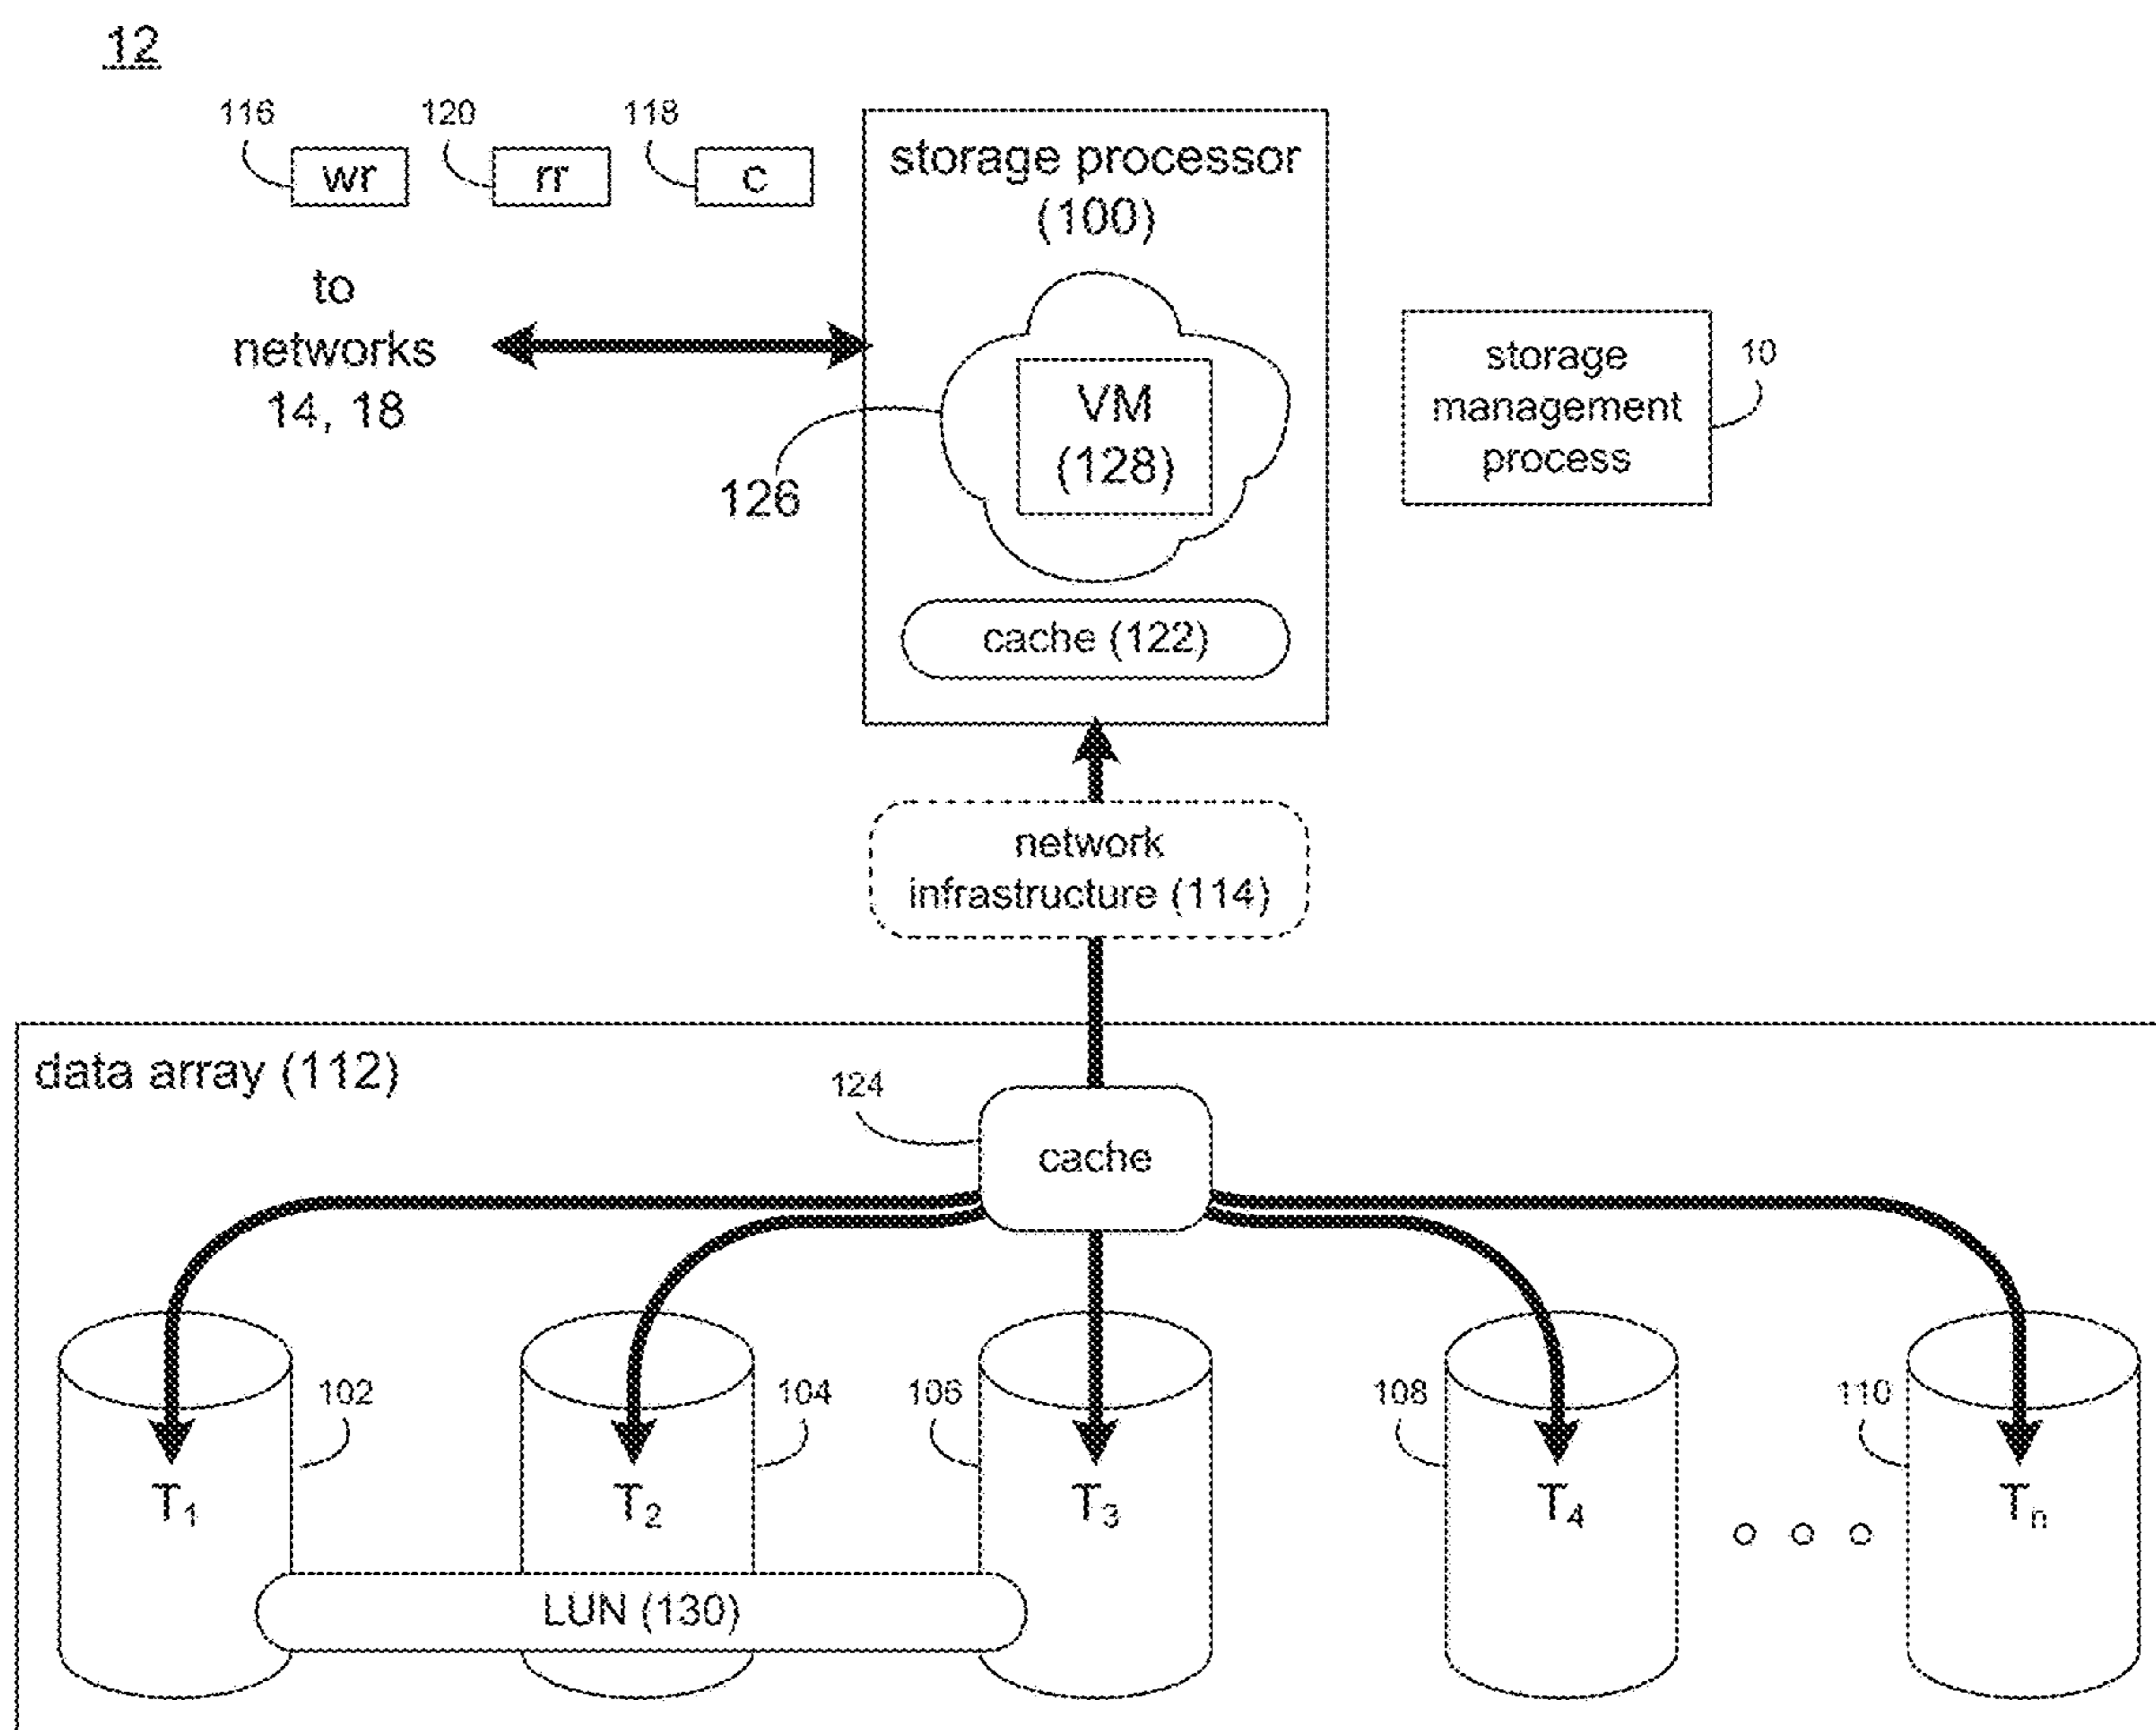 12
116
120
118
wr
rr
c
storage processor
(100)
to
networks
14, 18
126
VM
(128)
storage
management
process
10
cache (122)
network
infrastructure (114)
data array (112)
124
cache
102
104
106
108
110
T1
T2
T3
T4
Tn
LUN (130)